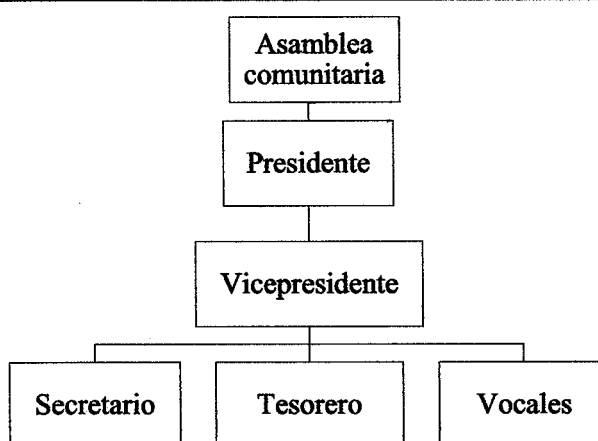 Asamblea
comunitaria
Presidente
Vicepresidente
Secretario
Tesorero
Vocales